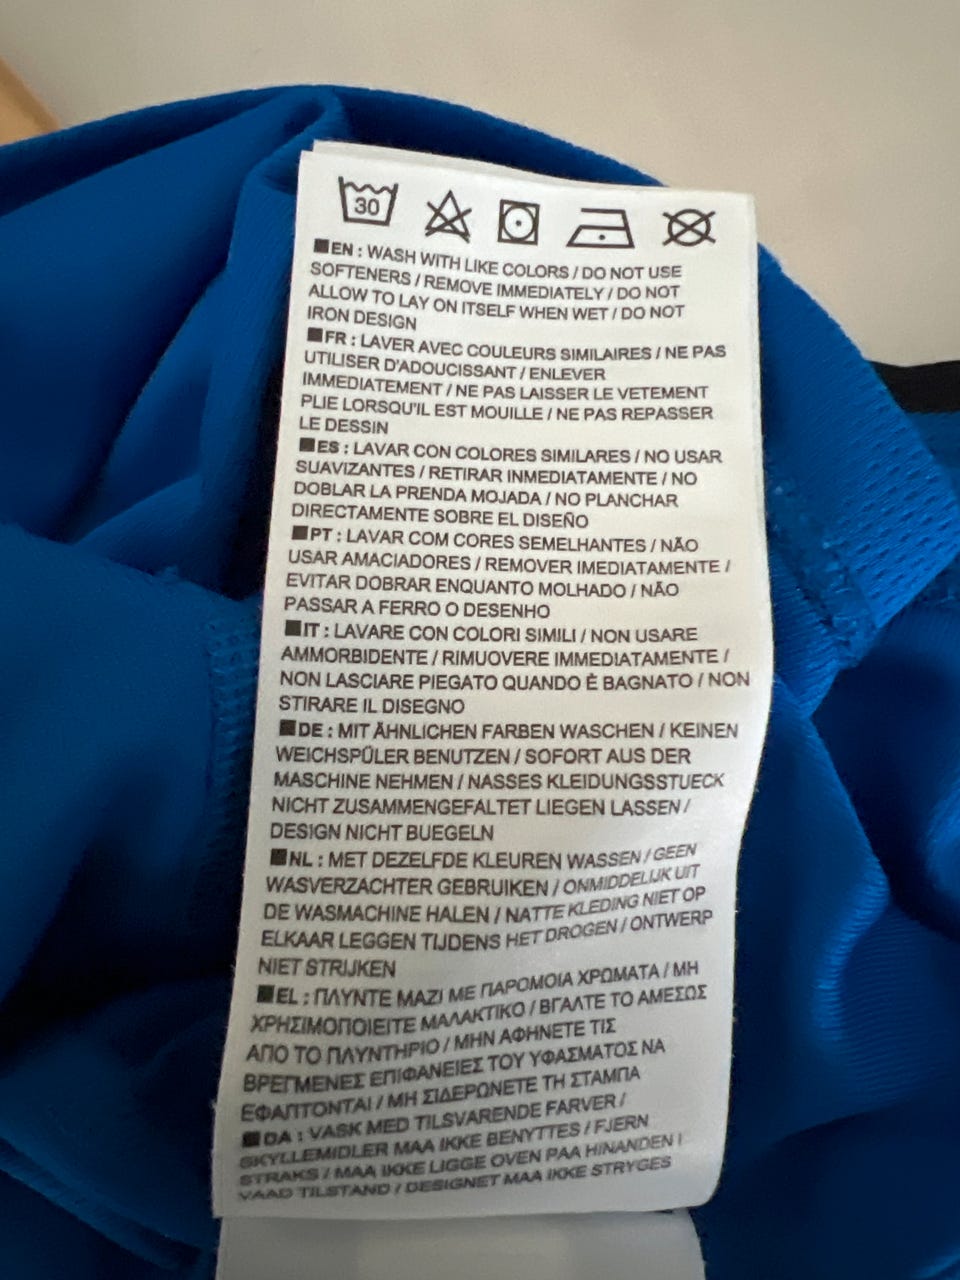 30
EN : WASH WITH LIKE COLORS / DO NOT USE
SOFTENERS / REMOVE IMMEDIATELY / DO NOT
ALLOW TO LAY ON ITSELF WHEN WET / DO NOT
IRON DESIGN
FR : LAVER AVEC COULEURS SIMILAIRES / NE PAS
UTILISER D'ADOUCISSANT / ENLEVER
IMMEDIATEMENT / NE PAS LAISSER LE VETEMENT
PLIE LORSQU'IL EST MOUILLE / NE PAS REPASSER
LE DESSIN
ES : LAVAR CON COLORES SIMILARES / NO USAR
SUAVIZANTES / RETIRAR INMEDIATAMENTE / NO
DOBLAR LA PRENDA MOJADA / NO PLANCHAR
DIRECTAMENTE SOBRE EL DISEÑO
PT : LAVAR COM CORES SEMELHANTES / NÃO
USAR AMACIADORES / REMOVER IMEDIATAMENTE /
EVITAR DOBRAR ENQUANTO MOLHADO / NÃO
PASSAR A FERRO O DESENHO
IT : LAVARE CON COLORI SIMILI / NON USARE
AMMORBIDENTE / RIMUOVERE IMMEDIATAMENTE /
NON LASCIARE PIEGATO QUANDO È BAGNATO / NON
STIRARE IL DISEGNO
DE : MIT ÄHNLICHEN FARBEN WASCHEN / KEINEN
WEICHSPÜLER BENUTZEN / SOFORT AUS DER
MASCHINE NEHMEN / NASSES KLEIDUNGSSTUECK
NICHT ZUSAMMENGEFALTET LIEGEN LASSEN /
DESIGN NICHT BUEGELN
NL : MET DEZELFDE KLEUREN WASSEN / GEEN
WASVERZACHTER GEBRUIKEN / ONMIDDELIJK UIT
DE WASMACHINE HALEN / NATTE KLEDING NIET OP
ELKAAR LEGGEN TIJDENS HET DROGEN / ONTWERP
NIET STRIJKEN
EL : ΠΛΥΝΤΕ ΜΑΖΙ ΜΕ ΠΑΡΟΜΟΙΑ ΧΡΩΜΑΤΑ / ΜΗ
ΧΡΗΣΙΜΟΠΟΙΕΙΤΕ ΜΑΛΑΚΤΙΚΟ / ΒΓΑΛΤΕ ΤΟ ΑΜΕΣΩΣ
ΑΠΟ ΤΟ ΠΛΥΝΤΗΡΙΟ / ΜΗΝ ΑΦΗΝΕΤΕ ΤΙΣ
ΒΡΕΓΜΕΝΕΣ ΕΠΙΦΑΝΕΙΕΣ ΤΟΥ ΥΦΑΣΜΑΤΟΣ ΝΑ
ΕΦΑΠΤΟΝΤΑΙ / ΜΗ ΣΙΔΕΡΩΝΕΤΕ ΤΗ ΣΤΑΜΠΑ
DA : VASK MED TILSVARENDE FARVER /
SKYLLEMIDLER MAA IKKE BENYTTES / FJERN
STRAKS / MAA IKKE LIGGE OVEN PAA HINANDEN I
VAAD TILSTAND / DESIGNET MAA IKKE STRYGES